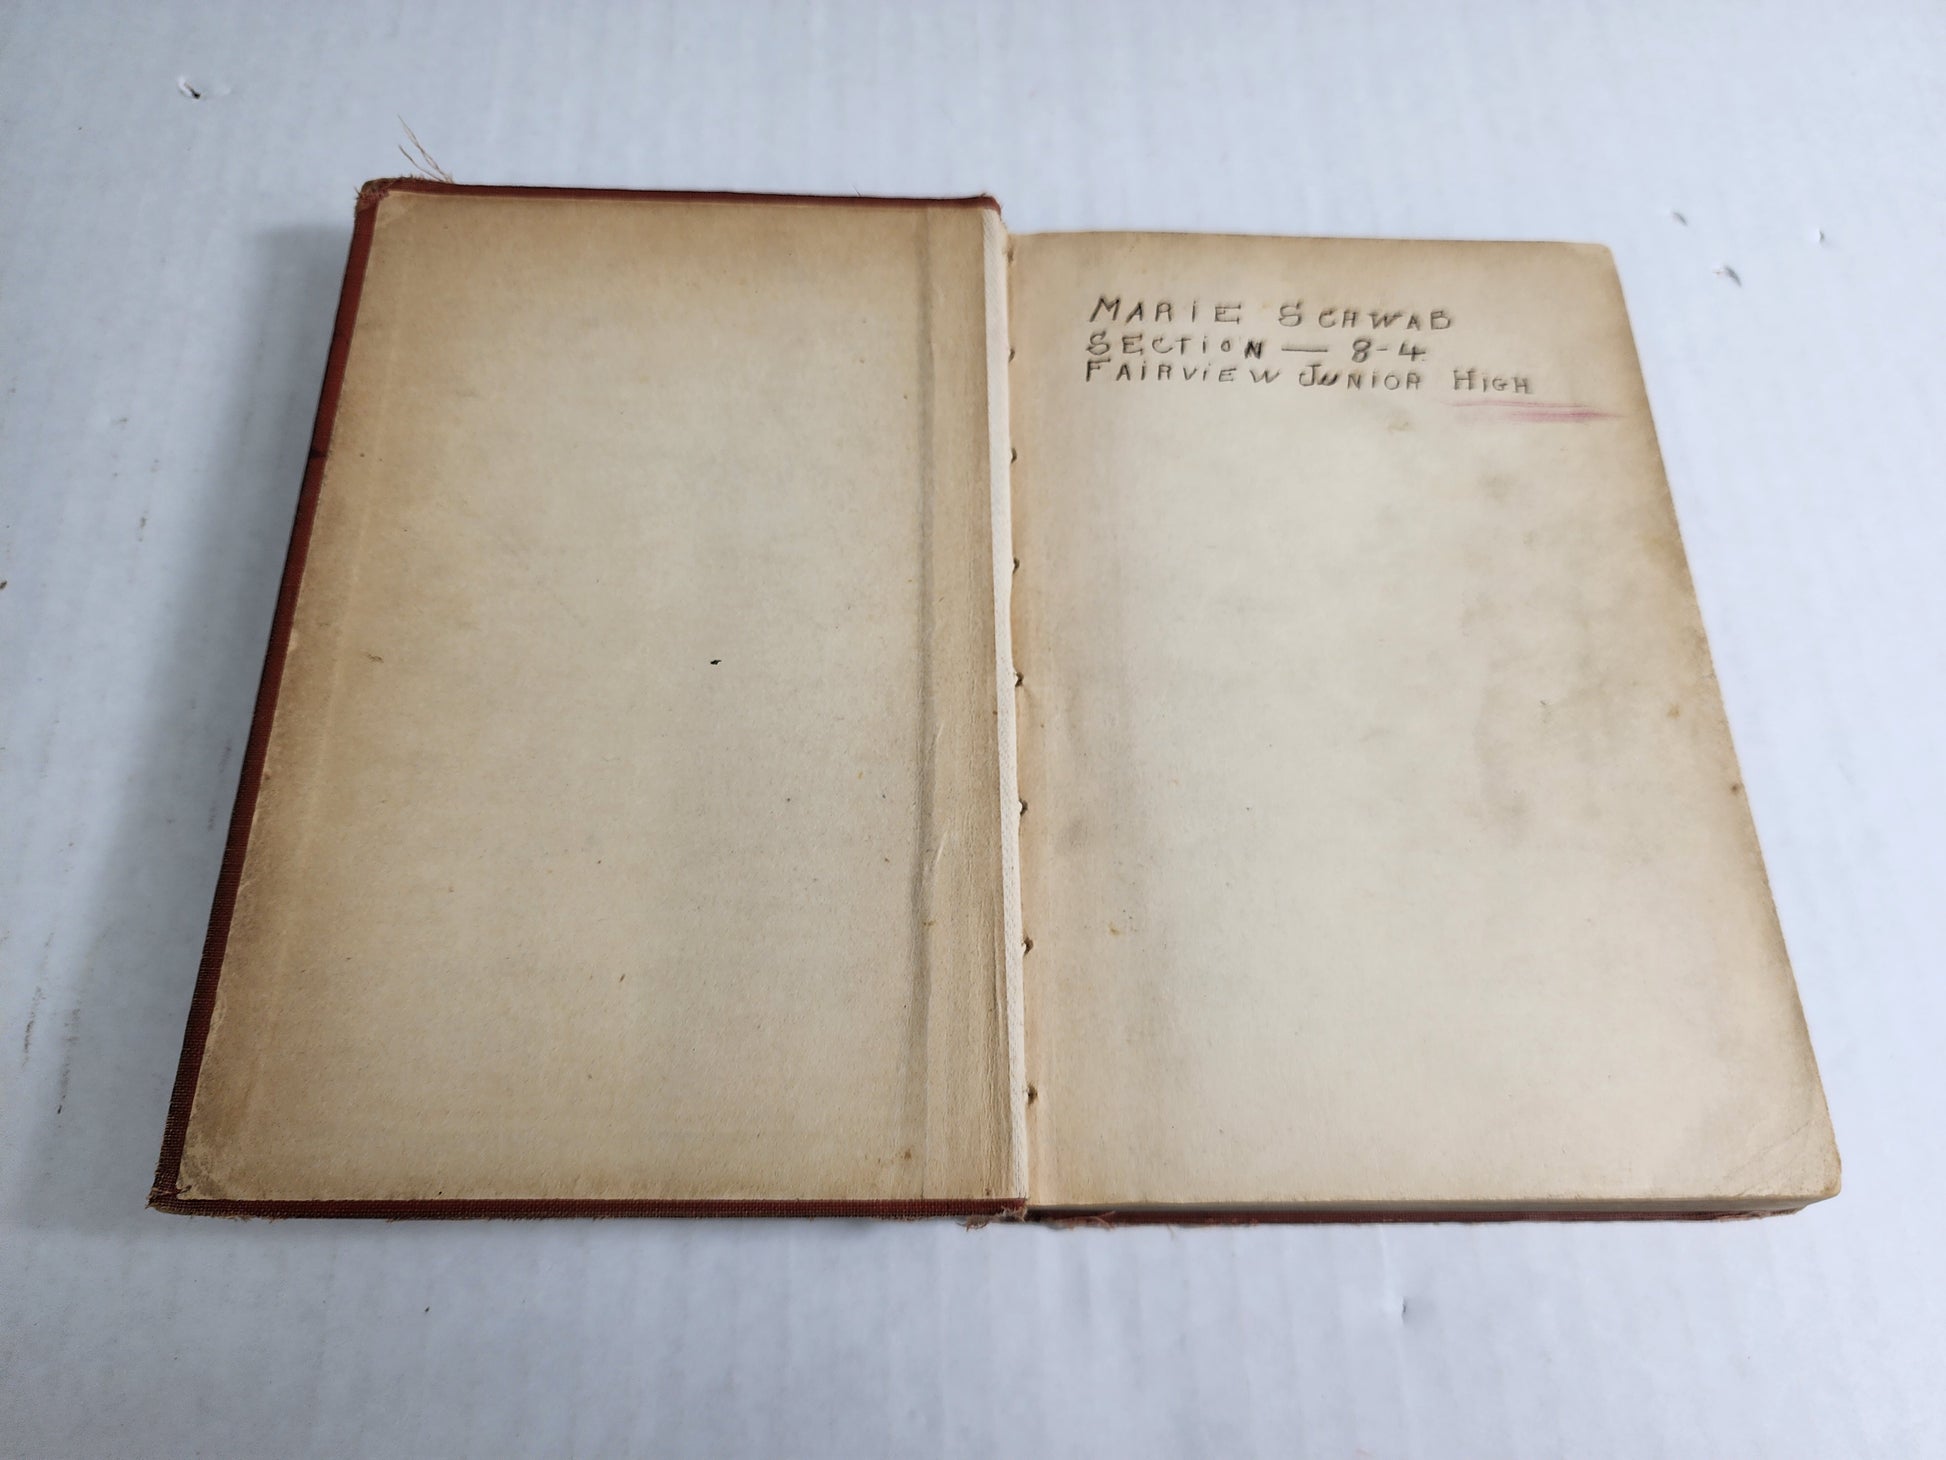 MARIE SCHWAB
SECTION — 8-4
FAIRVIEW JUNIOR HIGH